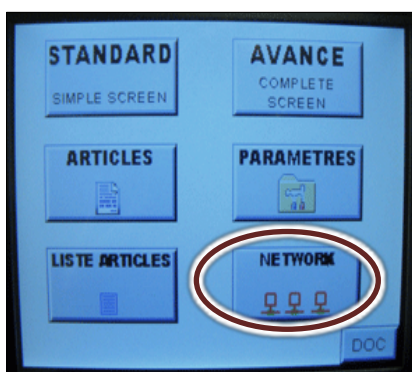 STANDARD
SIMPLE SCREEN
AVANCE
COMPLETE
SCREEN
ARTICLES
PARAMETRES
LISTE ARTICLES
NETWORK
DOC